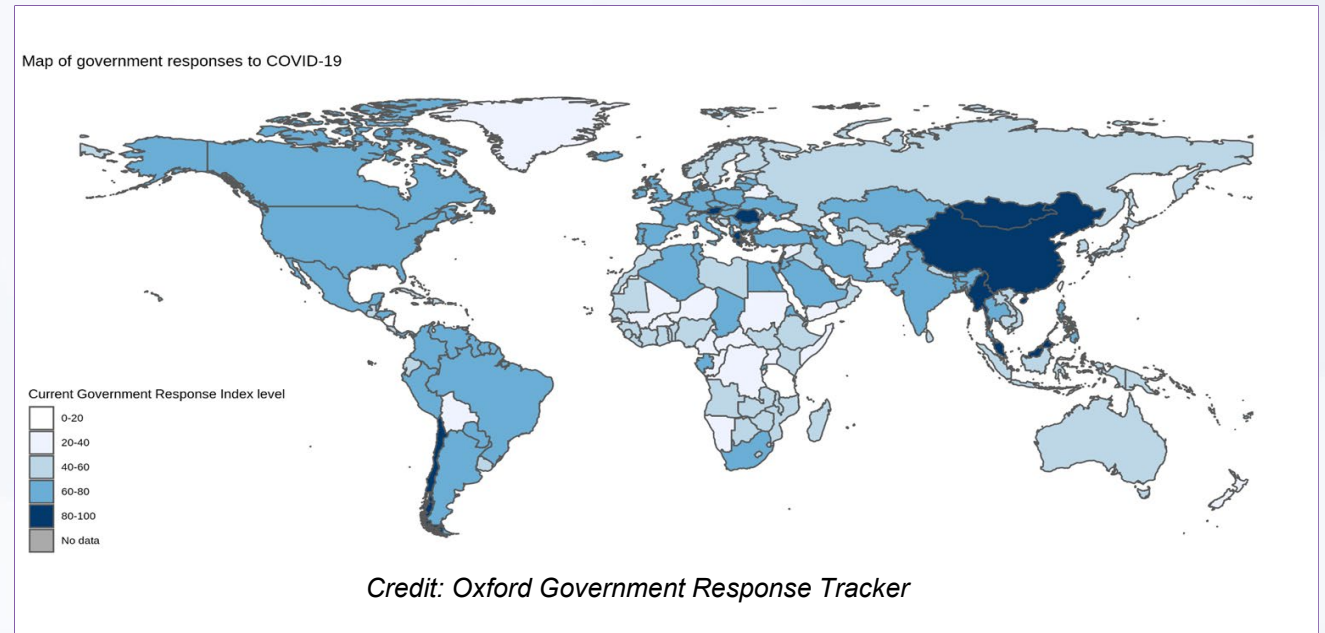 Map of government responses to COVID-19
Current Government Response Index level
0-20
20-40
40-60
60-80
80-100
No data
Credit: Oxford Government Response Tracker